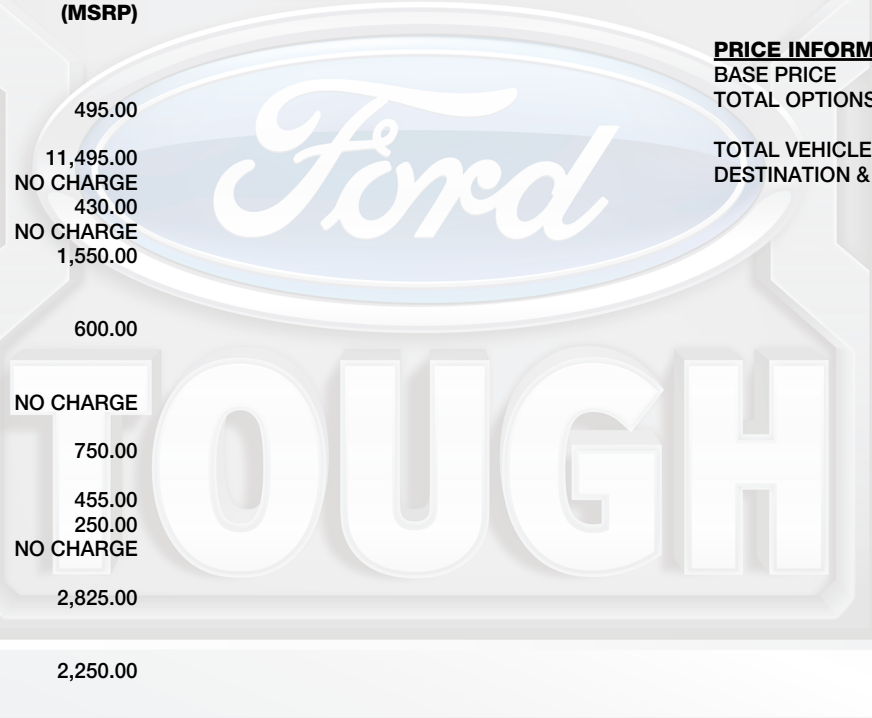 (MSRP)
495.00
11,495.00
NO CHARGE
430.00
NO CHARGE
1,550.00
600.00
NO CHARGE
750.00
455.00
250.00
NO CHARGE
2,825.00
2,250.00
PRICE INFORM
BASE PRICE
TOTAL OPTIONS
TOTAL VEHICLE
DESTINATION &
Ford
TOUGH